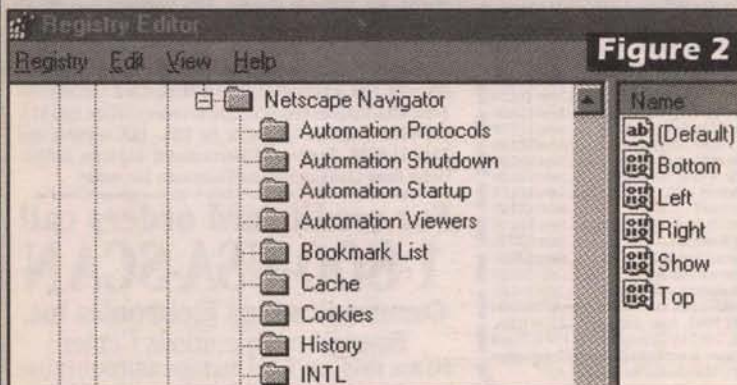 Registry Editor
Registry Edit View Help
Figure 2
Netscape Navigator
Automation Protocols
Automation Shutdown
Automation Startup
Automation Viewers
Bookmark List
Cache
Cookies
History
INTL
Name
(Default)
Bottom
Left
Right
Show
Top